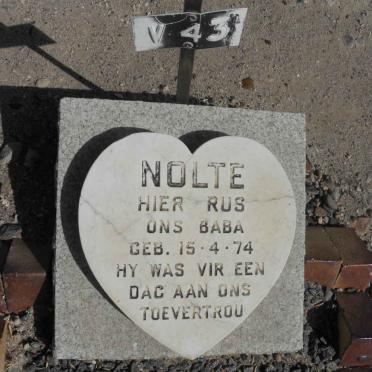 V 43
NOLTE
HIER RUS
ONS BABA
GEB. 15·4·74
HY WAS VIR EEN
DAG AAN ONS
TOEVERTROU